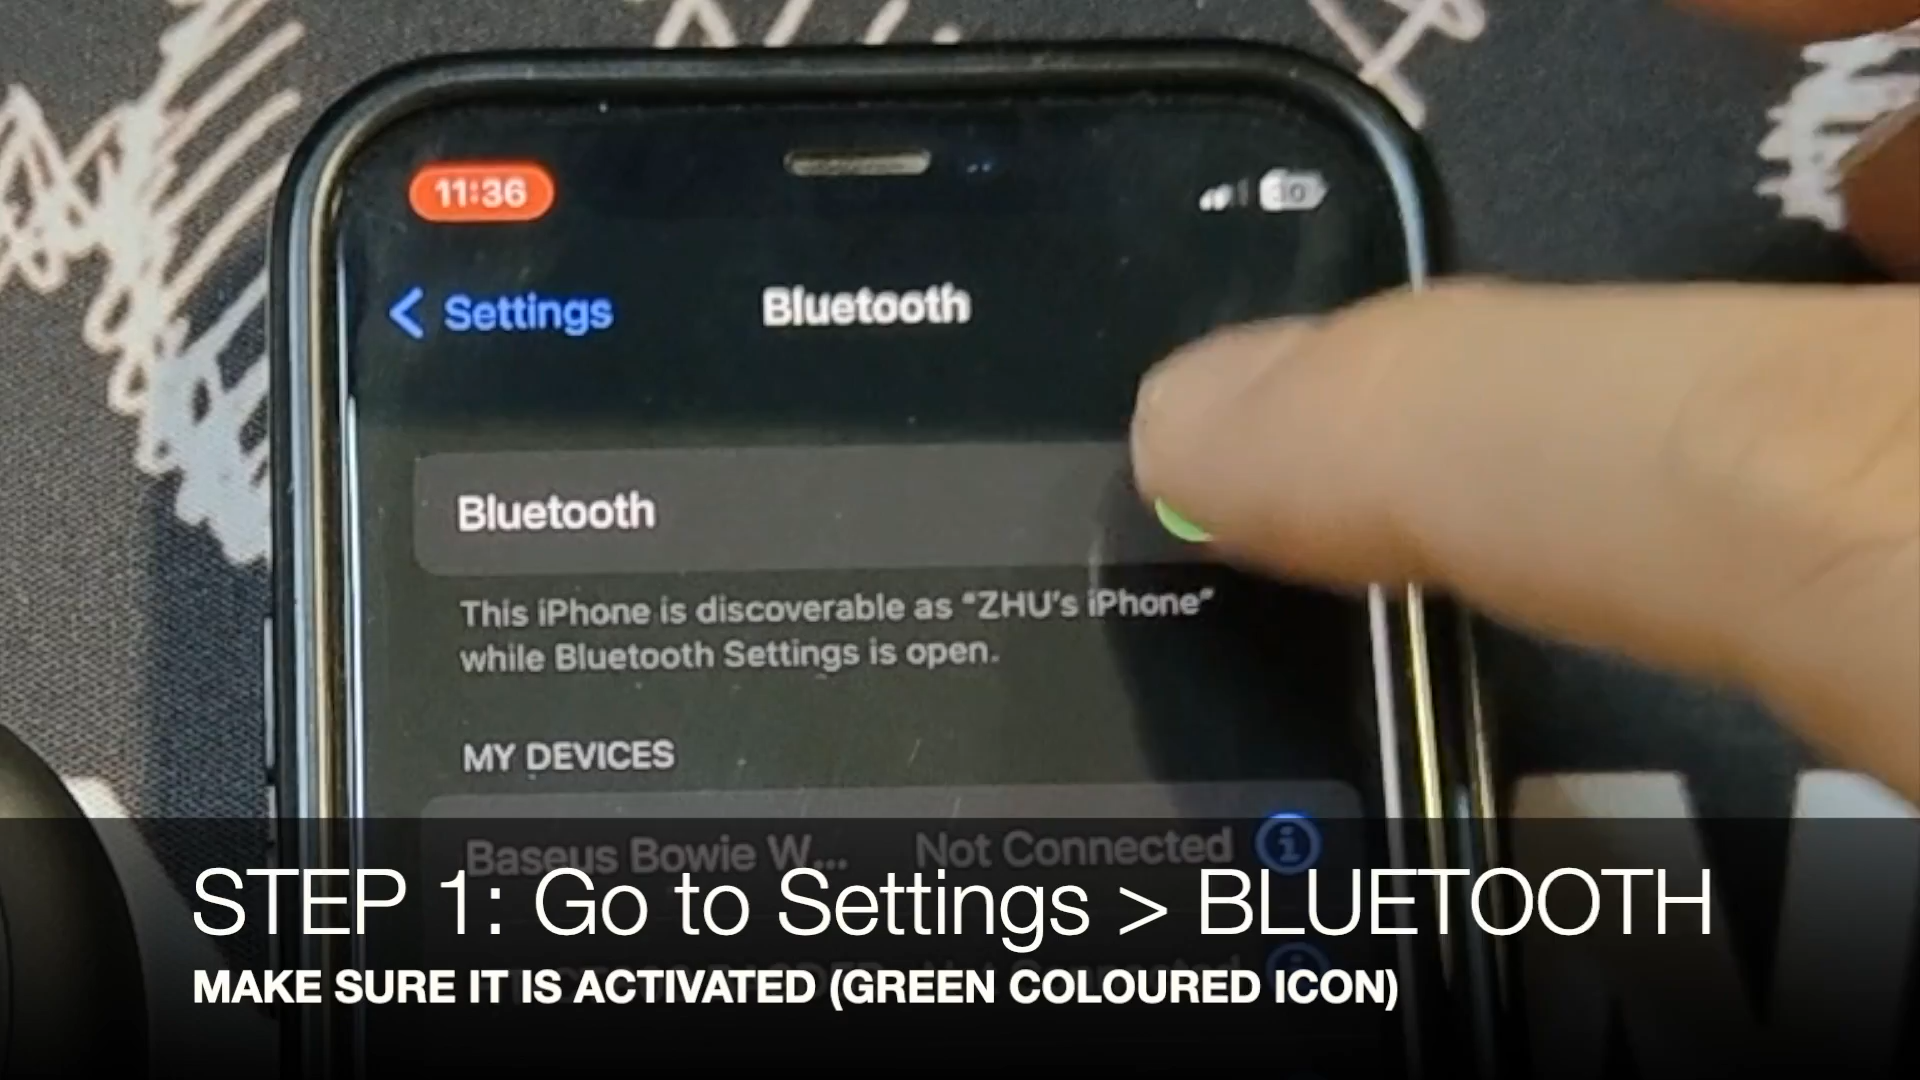 11:36
30
Settings
Bluetooth
Bluetooth
This iPhone is discoverable as “ZHU’s iPhone”
while Bluetooth Settings is open.
MY DEVICES
Baseus Bowie W... Not Connected
STEP 1: Go to Settings > BLUETOOTH
MAKE SURE IT IS ACTIVATED (GREEN COLOURED ICON)